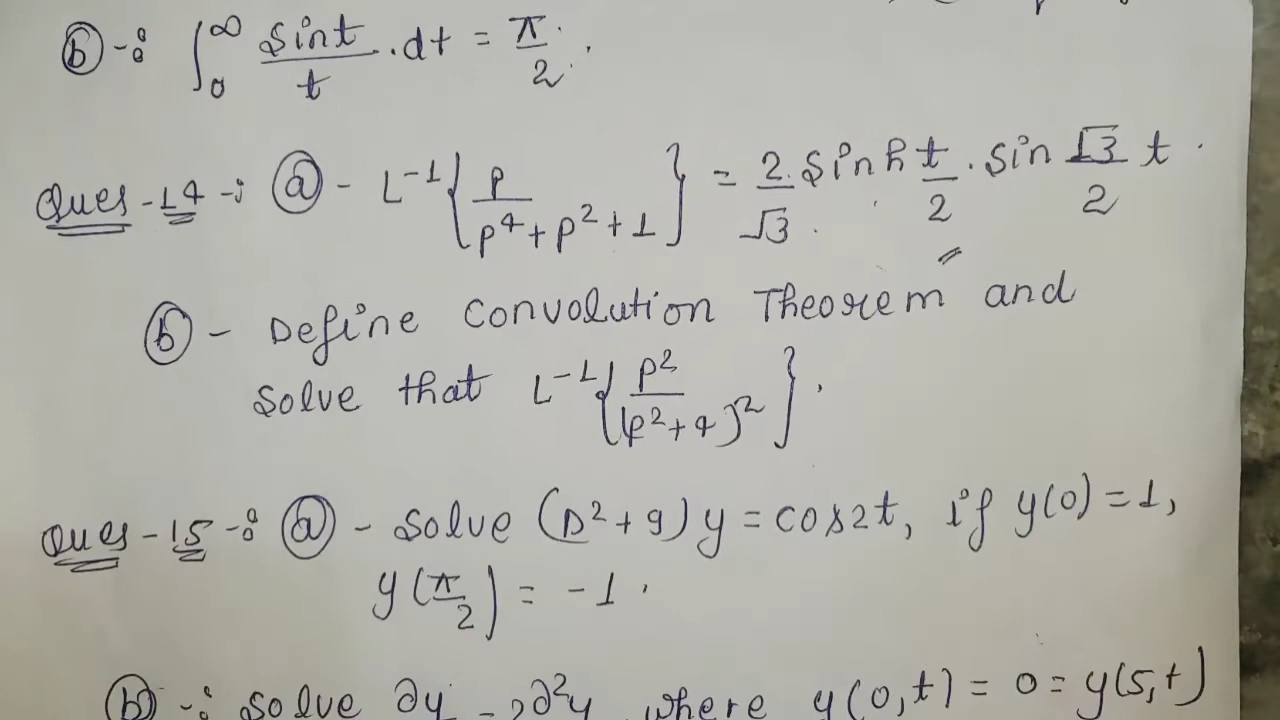 (b) -: ∫₀^∞ sint/t .dt = π/2.
Ques-14-: (a) - L⁻¹{p/(p⁴+p²+1)} = 2/√3 . sinh t/2 . sin √3/2 t.
(b) - Define convolution Theorem and
solve that L⁻¹{p²/(p²+4)²}.
Ques-15-: (a) - solve (D²+9)y = cos2t, if y(0)=1,
y(π/2) = -1.
(b) -: solve ∂y = 2∂²y where y(0,t) = 0 = y(5,t)